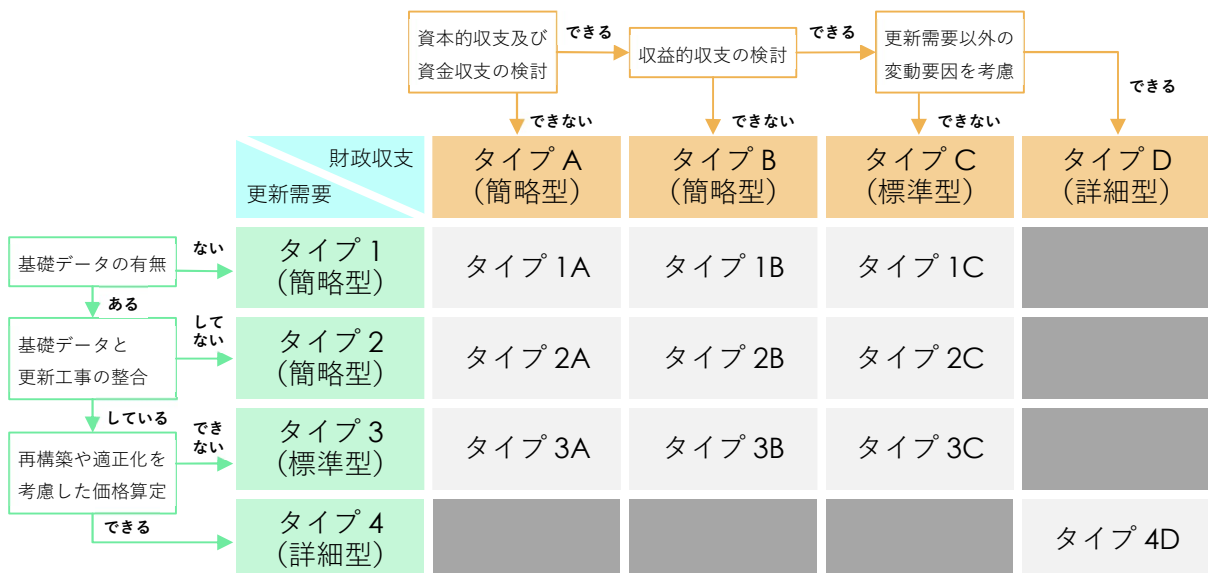 資本的収支及び
資金収支の検討
できる
収益的収支の検討
できる
更新需要以外の
変動要因を考慮
できる
できない
できない
できない
財政収支
更新需要
タイプ A
(簡略型)
タイプ B
(簡略型)
タイプ C
(標準型)
タイプ D
(詳細型)
基礎データの有無
ない
タイプ 1
(簡略型)
タイプ 1A
タイプ 1B
タイプ 1C
ある
基礎データと
更新工事の整合
して
ない
タイプ 2
(簡略型)
タイプ 2A
タイプ 2B
タイプ 2C
している
再構築や適正化を
考慮した価格算定
でき
ない
タイプ 3
(標準型)
タイプ 3A
タイプ 3B
タイプ 3C
できる
タイプ 4
(詳細型)
タイプ 4D